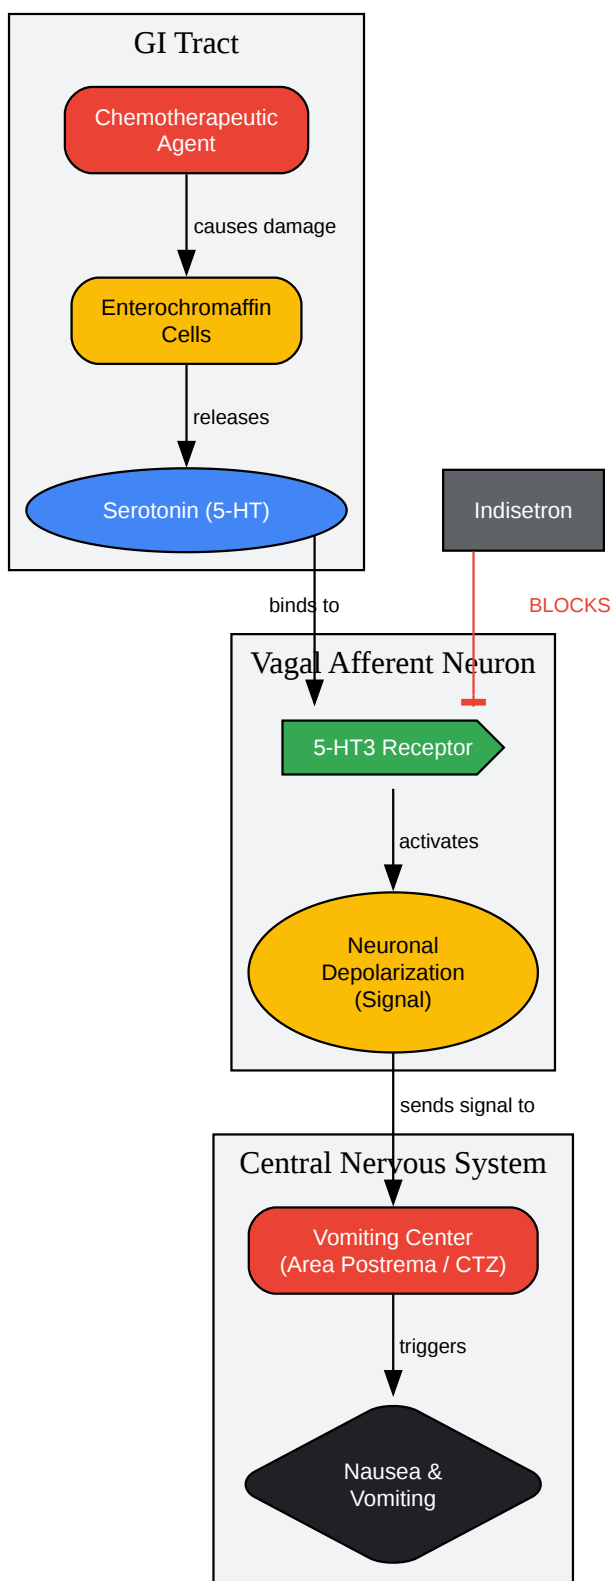 GI Tract
Chemotherapeutic
Agent
causes damage
Enterochromaffin
Cells
releases
Serotonin (5-HT)
Indisetron
binds to
BLOCKS
Vagal Afferent Neuron
5-HT3 Receptor
activates
Neuronal
Depolarization
(Signal)
sends signal to
Central Nervous System
Vomiting Center
(Area Postrema / CTZ)
triggers
Nausea &
Vomiting